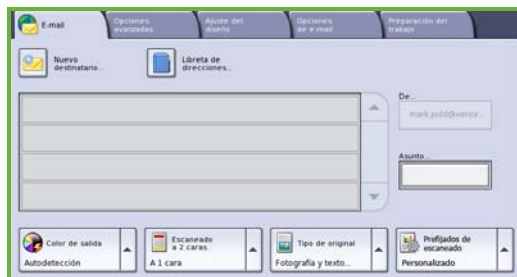 E-mail
Opciones
avanzadas
Ajuste del
diseño
Opciones
de e-mail
Preparación del
trabajo
Nuevo
destinatario...
Libreta de
direcciones...
De...
mark.judd@xerox...
Asunto...
Color de salida
Autodetección
Escaneado
a 2 caras
A 1 cara
Tipo de original
Fotografía y texto...
Prefijados de
escaneado
Personalizado